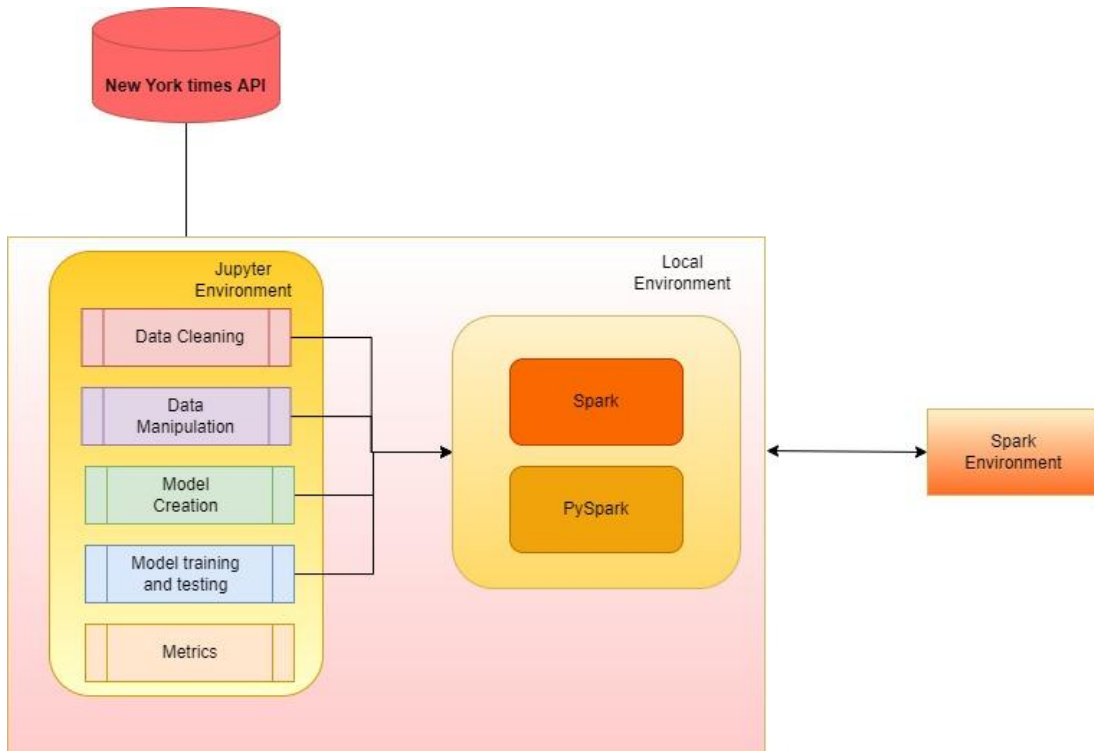 New York times API
Jupyter
Environment
Local
Environment
Data Cleaning
Data
Manipulation
Model
Creation
Model training
and testing
Metrics
Spark
PySpark
Spark
Environment